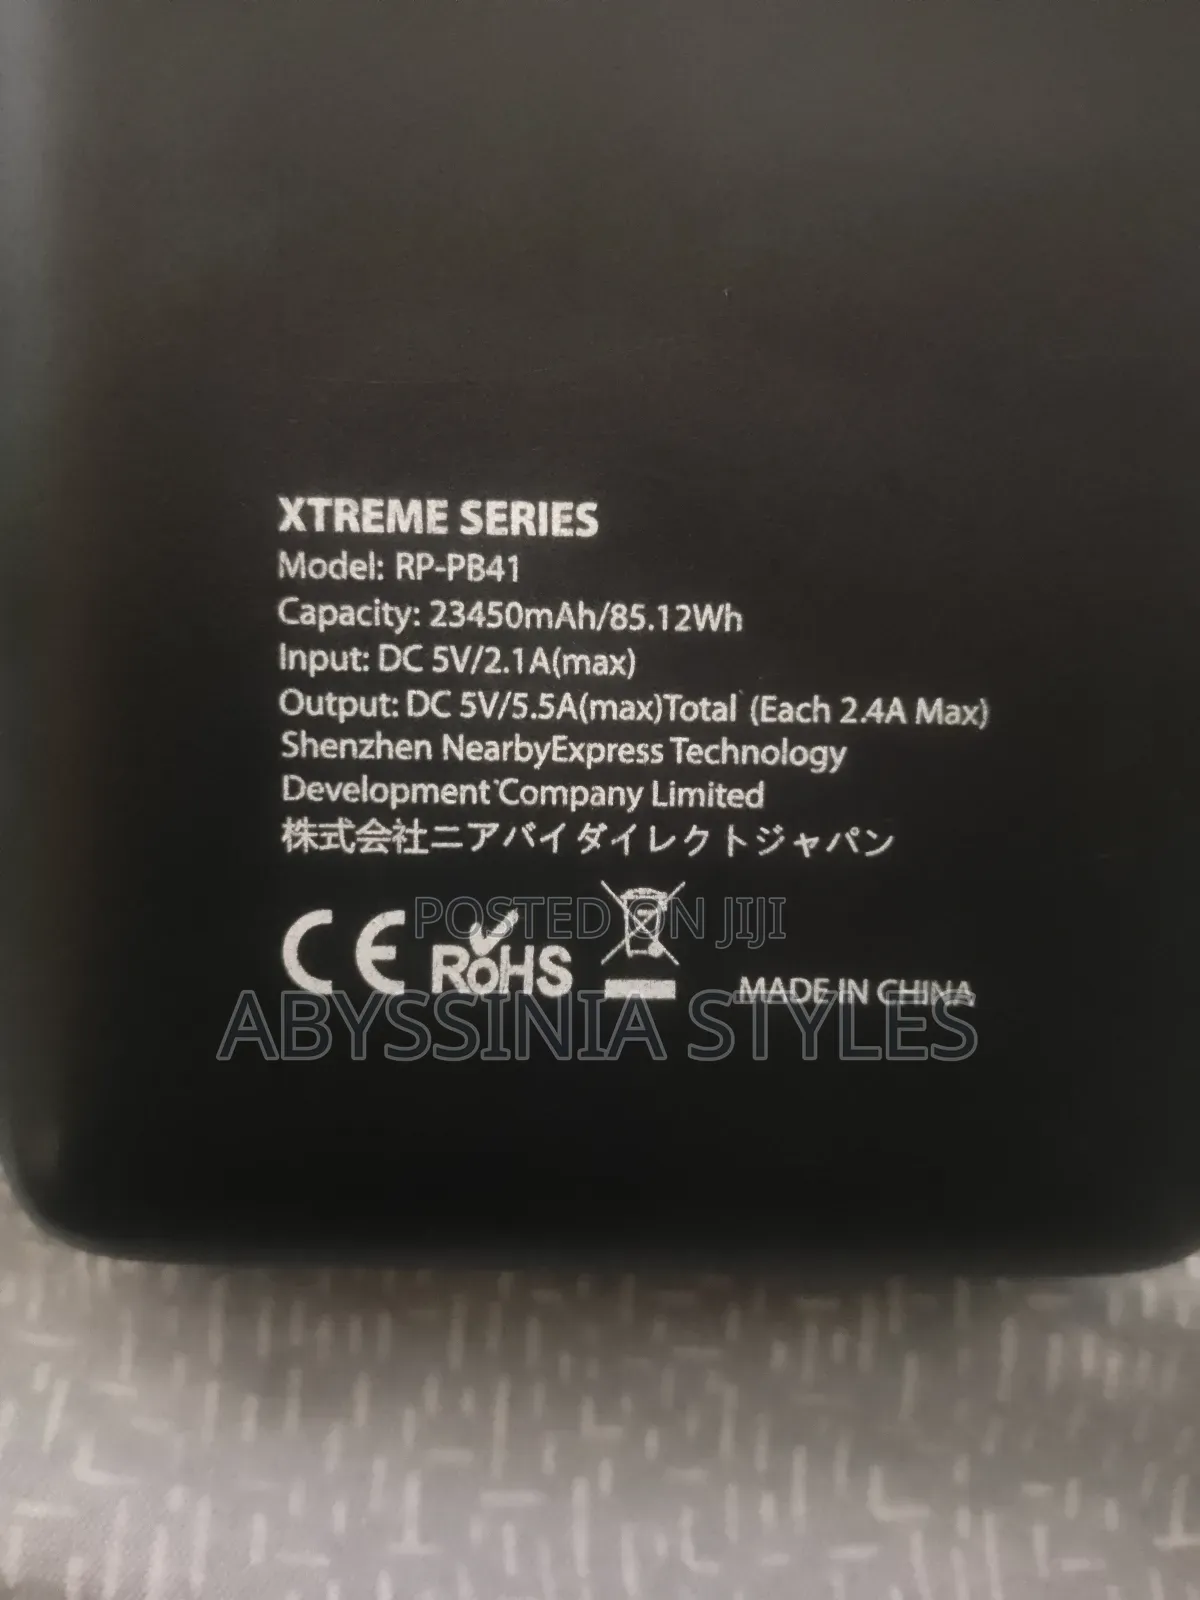 XTREME SERIES
Model: RP-PB41
Capacity: 23450mAh/85.12Wh
Input: DC 5V/2.1A(max)
Output: DC 5V/5.5A(max)Total (Each 2.4A Max)
Shenzhen NearbyExpress Technology
Development Company Limited
株式会社ニアバイダイレクトジャパン
POSTED ON JIJI
CE RoHS
MADE IN CHINA
ABYSSINIA STYLES